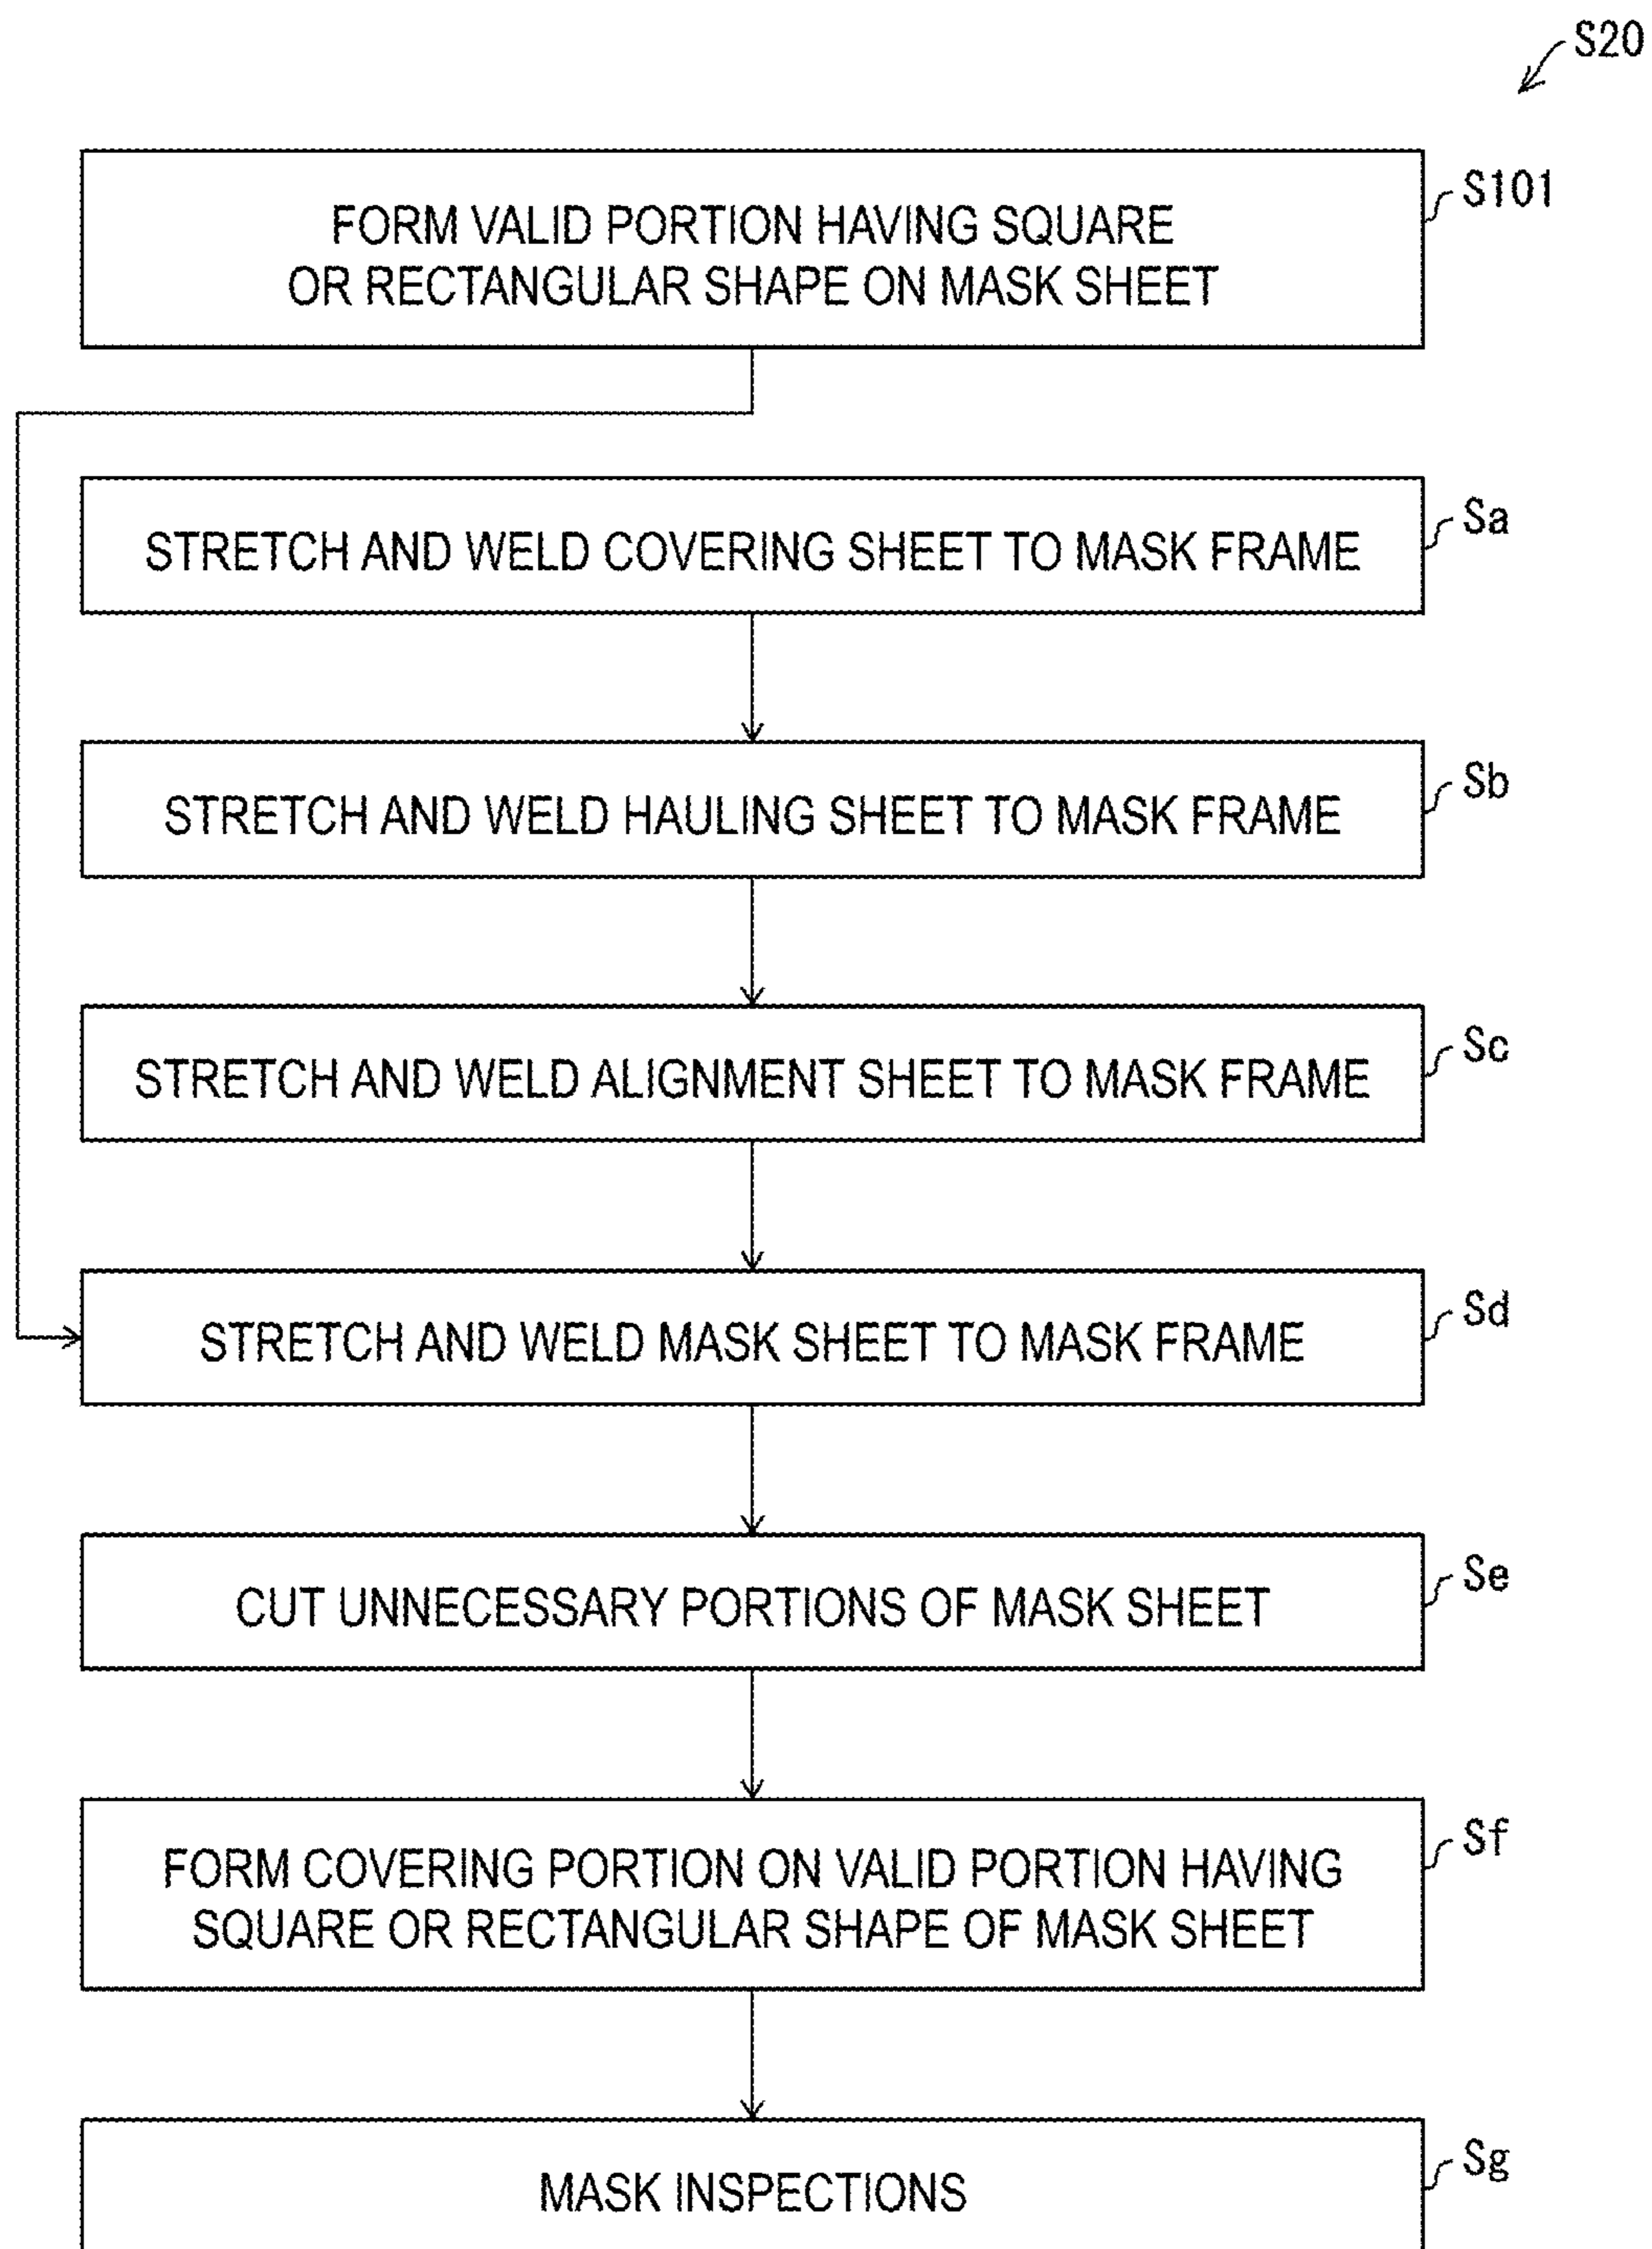 S20
FORM VALID PORTION HAVING SQUARE
OR RECTANGULAR SHAPE ON MASK SHEET
S101
STRETCH AND WELD COVERING SHEET TO MASK FRAME
Sa
STRETCH AND WELD HAULING SHEET TO MASK FRAME
Sb
STRETCH AND WELD ALIGNMENT SHEET TO MASK FRAME
Sc
STRETCH AND WELD MASK SHEET TO MASK FRAME
Sd
CUT UNNECESSARY PORTIONS OF MASK SHEET
Se
FORM COVERING PORTION ON VALID PORTION HAVING
SQUARE OR RECTANGULAR SHAPE OF MASK SHEET
Sf
MASK INSPECTIONS
Sg